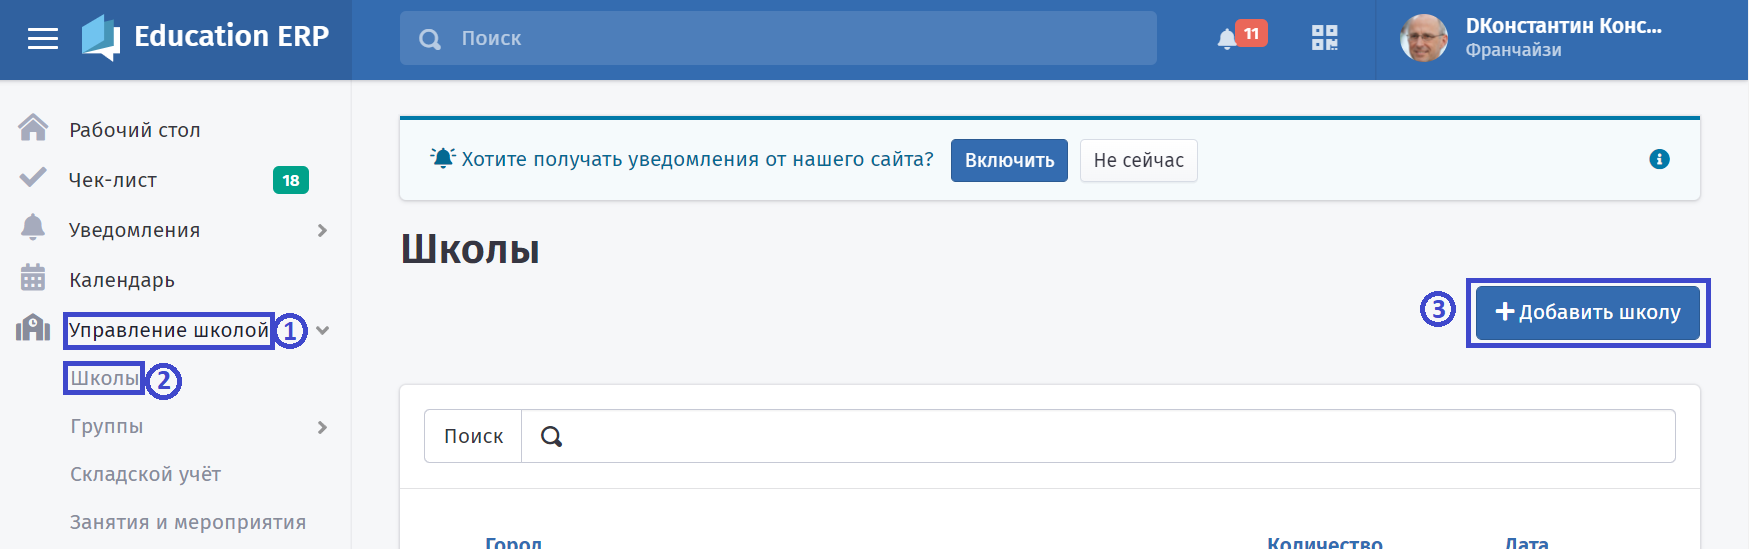 Education ERP
Поиск
11
DКонстантин Конс...
Франчайзи
Рабочий стол
Чек-лист
18
Уведомления
Календарь
Управление школой
1
Школы
2
Группы
Складской учёт
Занятия и мероприятия
Хотите получать уведомления от нашего сайта?
Включить
Не сейчас
Школы
3
Добавить школу
Поиск
Город
Количество
Дата